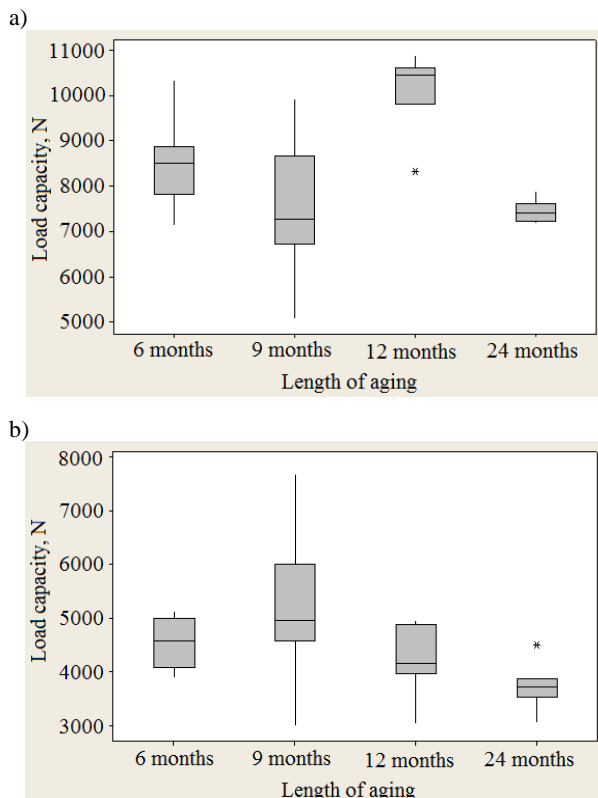 a)
11000
10000
9000
8000
7000
6000
5000
Load capacity, N
6 months 9 months 12 months 24 months
Length of aging
b)
8000
7000
6000
5000
4000
3000
Load capacity, N
6 months 9 months 12 months 24 months
Length of aging